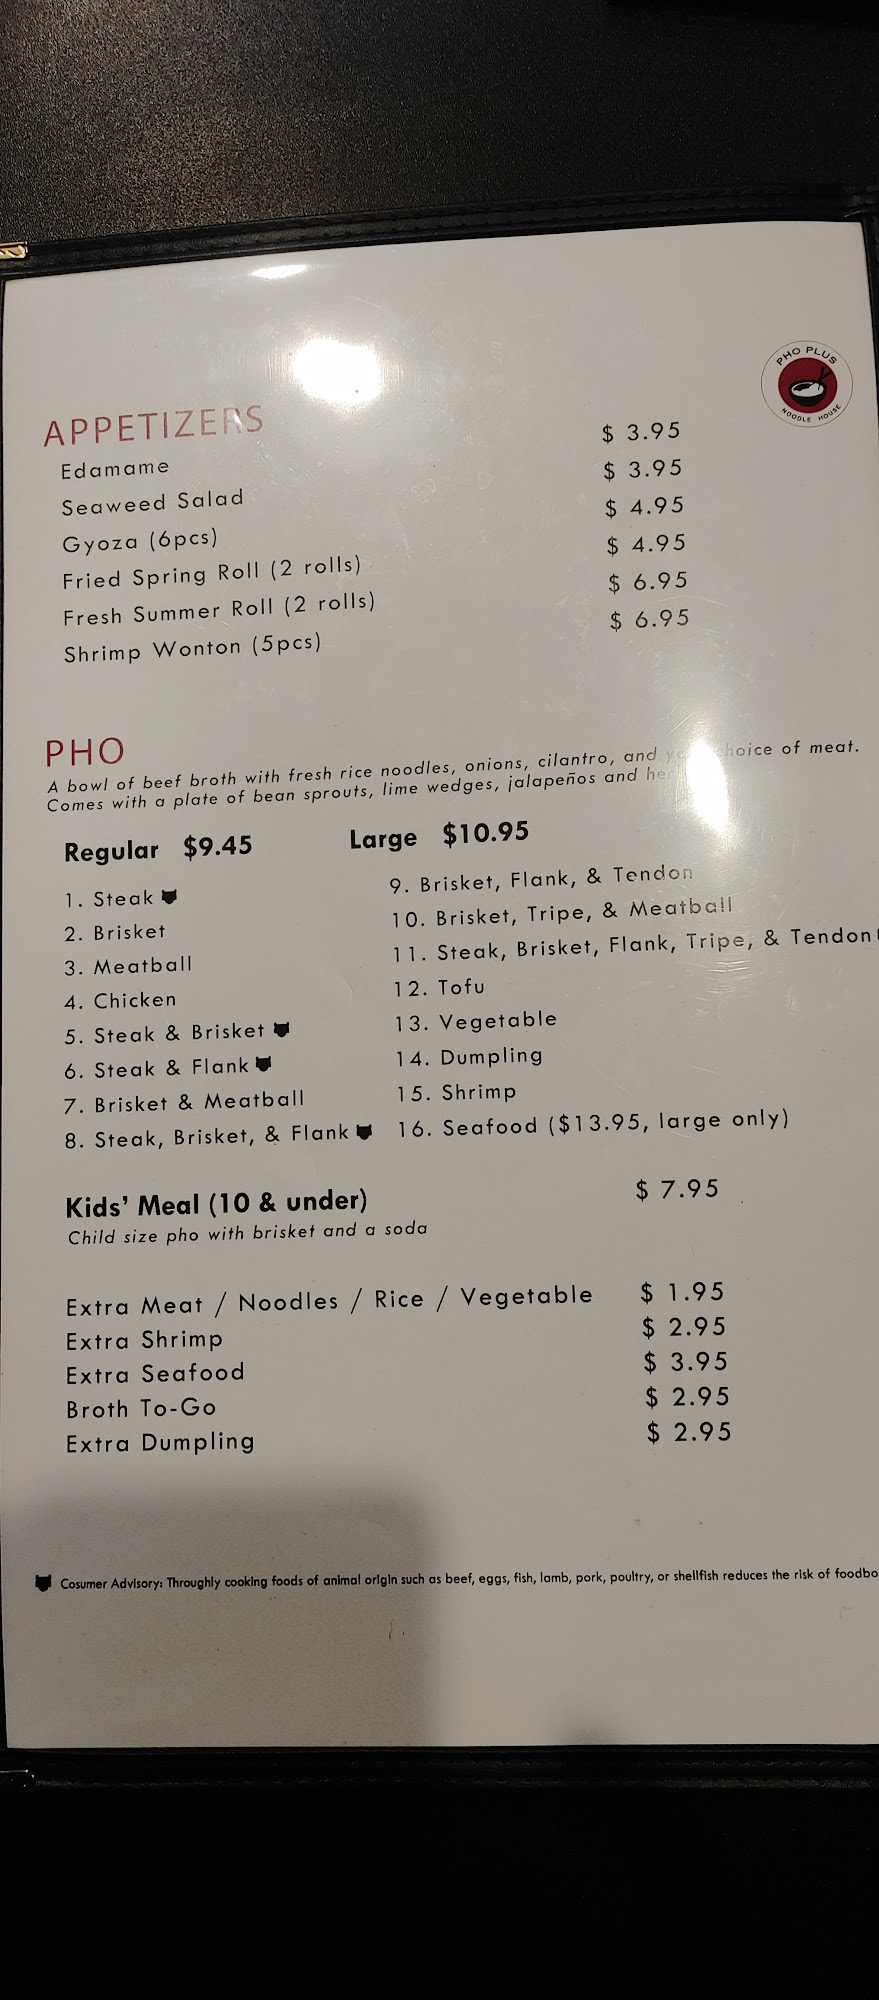 PHO PLUS
NOODLE HOUSE
APPETIZERS
Edamame $ 3.95
Seaweed Salad $ 3.95
Gyoza (6pcs) $ 4.95
Fried Spring Roll (2 rolls) $ 4.95
Fresh Summer Roll (2 rolls) $ 6.95
Shrimp Wonton (5pcs) $ 6.95
PHO
A bowl of beef broth with fresh rice noodles, onions, cilantro, and choice of meat.
Comes with a plate of bean sprouts, lime wedges, jalapeños and
Regular $9.45 Large $10.95
1. Steak
2. Brisket
3. Meatball
4. Chicken
5. Steak & Brisket
6. Steak & Flank
7. Brisket & Meatball
8. Steak, Brisket, & Flank
9. Brisket, Flank, & Tendon
10. Brisket, Tripe, & Meatball
11. Steak, Brisket, Flank, Tripe, & Tendon
12. Tofu
13. Vegetable
14. Dumpling
15. Shrimp
16. Seafood ($13.95, large only)
Kids' Meal (10 & under) $ 7.95
Child size pho with brisket and a soda
Extra Meat / Noodles / Rice / Vegetable $ 1.95
Extra Shrimp $ 2.95
Extra Seafood $ 3.95
Broth To-Go $ 2.95
Extra Dumpling $ 2.95
Cosumer Advisory: Throughly cooking foods of animal origin such as beef, eggs, fish, lamb, pork, poultry, or shellfish reduces the risk of foodbo